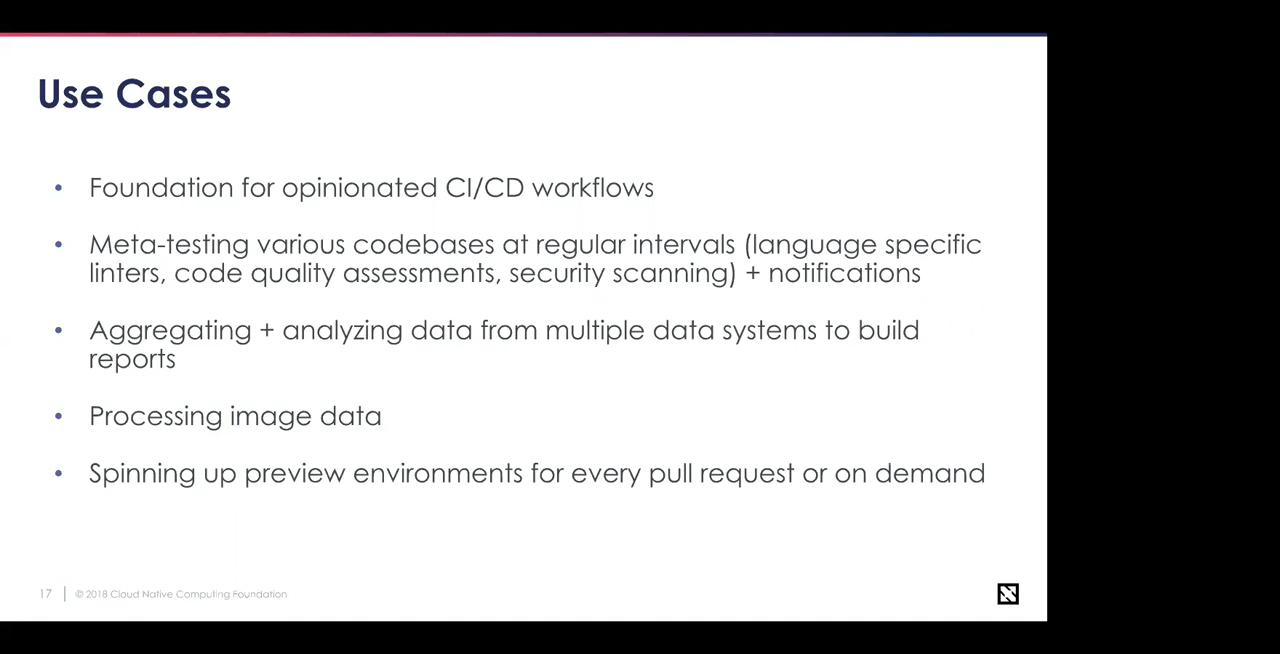 Use Cases
• Foundation for opinionated CI/CD workflows
• Meta-testing various codebases at regular intervals (language specific
linters, code quality assessments, security scanning) + notifications
• Aggregating + analyzing data from multiple data systems to build
reports
• Processing image data
• Spinning up preview environments for every pull request or on demand
17 | © 2018 Cloud Native Computing Foundation